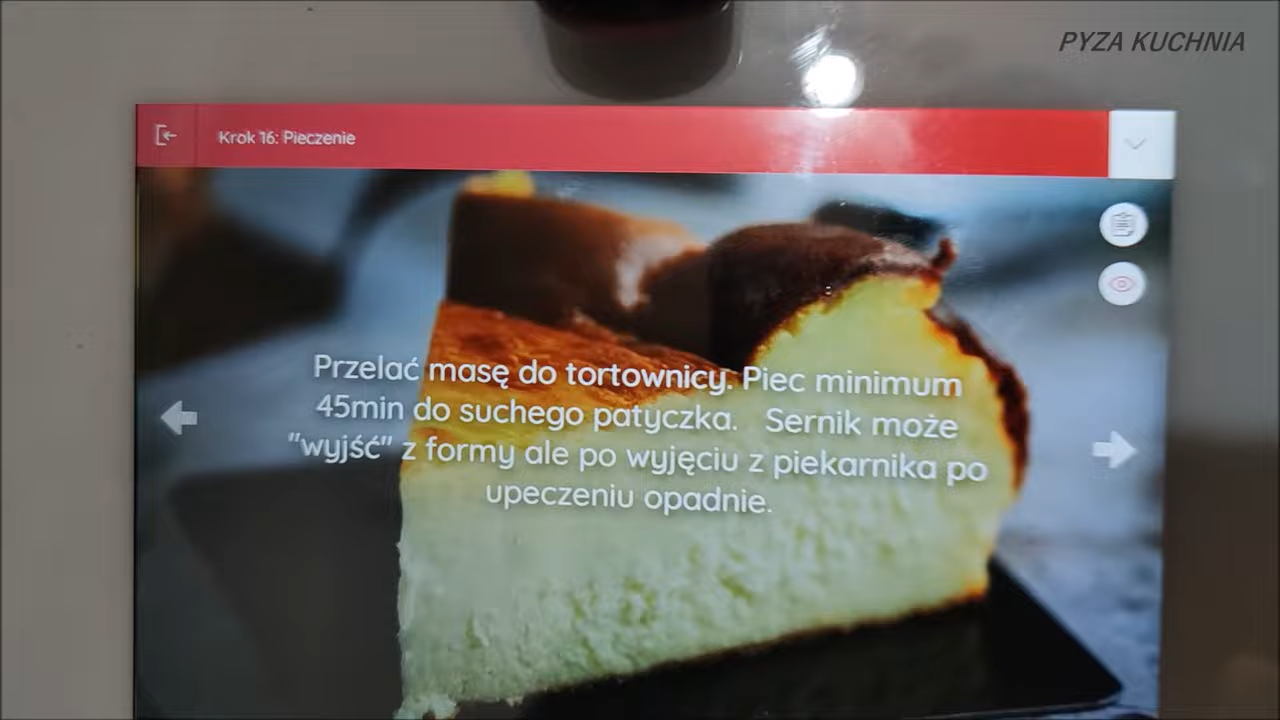 PYZA KUCHNIA
Krok 16: Pieczenie
Przelać masę do tortownicy. Piec minimum
45min do suchego patyczka. Sernik może
"wyjść" z formy ale po wyjęciu z piekarnika po
upeczeniu opadnie.